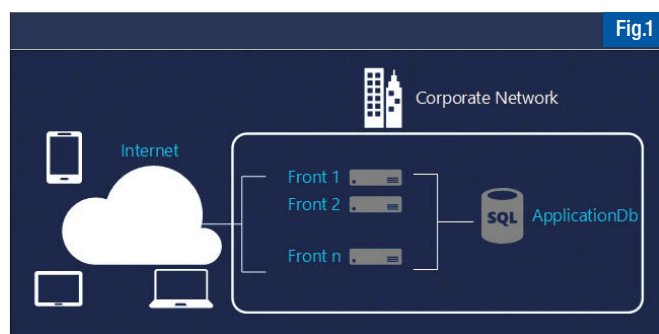 Fig.1
Corporate Network
Internet
Front 1
Front 2
Front n
SQL
ApplicationDb